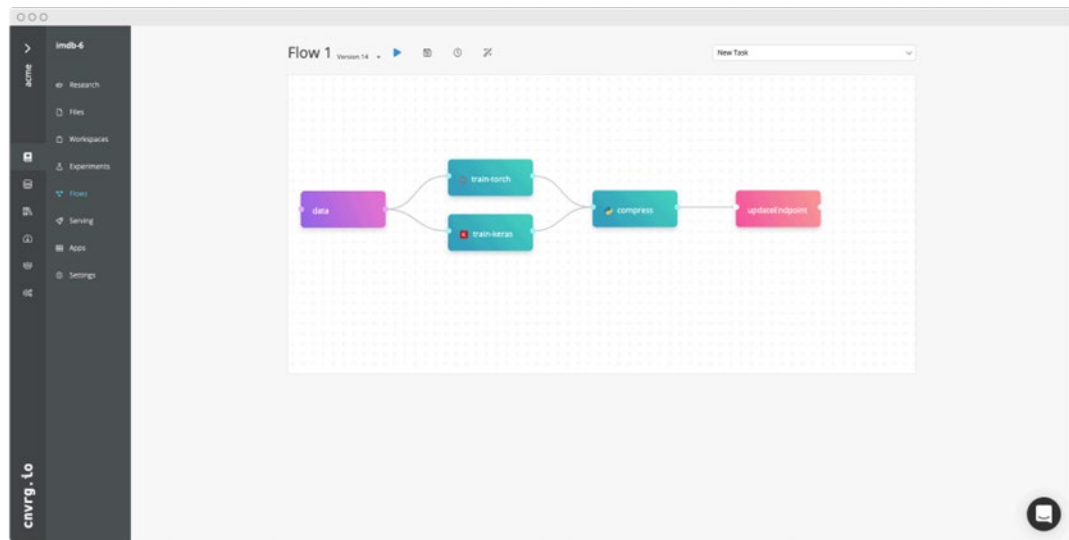 acme
cnvrg.io
imdb-6
Research
Files
Workspaces
Experiments
Flows
Serving
Apps
Settings
Flow 1 Version 14
New Task
data
train-torch
train-keras
compress
updateEndpoint